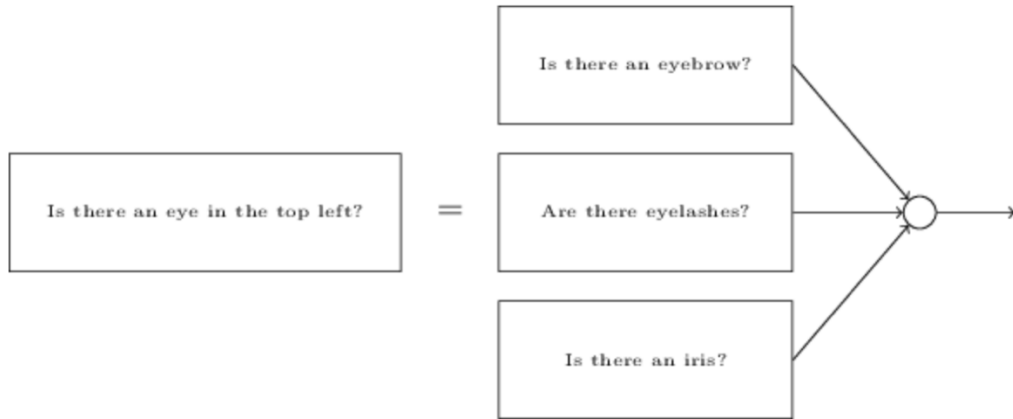 Is there an eye in the top left?
=
Is there an eyebrow?
Are there eyelashes?
Is there an iris?